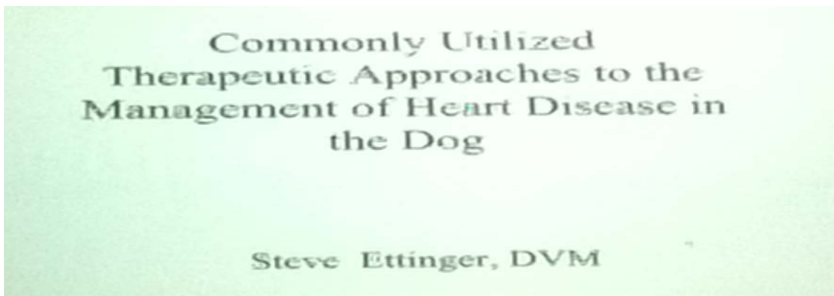 Commonly Utilized
Therapeutic Approaches to the
Management of Heart Disease in
the Dog
Steve Ettinger, DVM